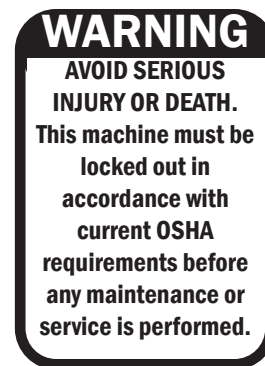 WARNING
AVOID SERIOUS
INJURY OR DEATH.
This machine must be
locked out in
accordance with
current OSHA
requirements before
any maintenance or
service is performed.